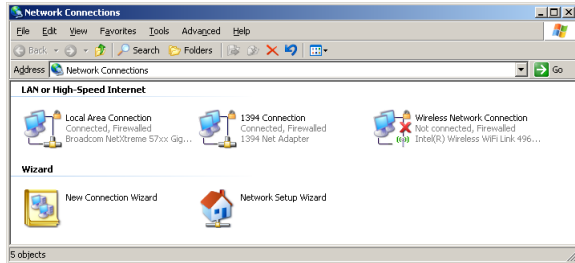 Network Connections
File Edit View Favorites Tools Advanced Help
Back Search Folders
Address Network Connections Go
LAN or High-Speed Internet
Local Area Connection
Connected, Firewalled
Broadcom NetXtreme 57xx Gig...
1394 Connection
Connected, Firewalled
1394 Net Adapter
Wireless Network Connection
Not connected, Firewalled
Intel(R) Wireless WiFi Link 496...
Wizard
New Connection Wizard
Network Setup Wizard
5 objects